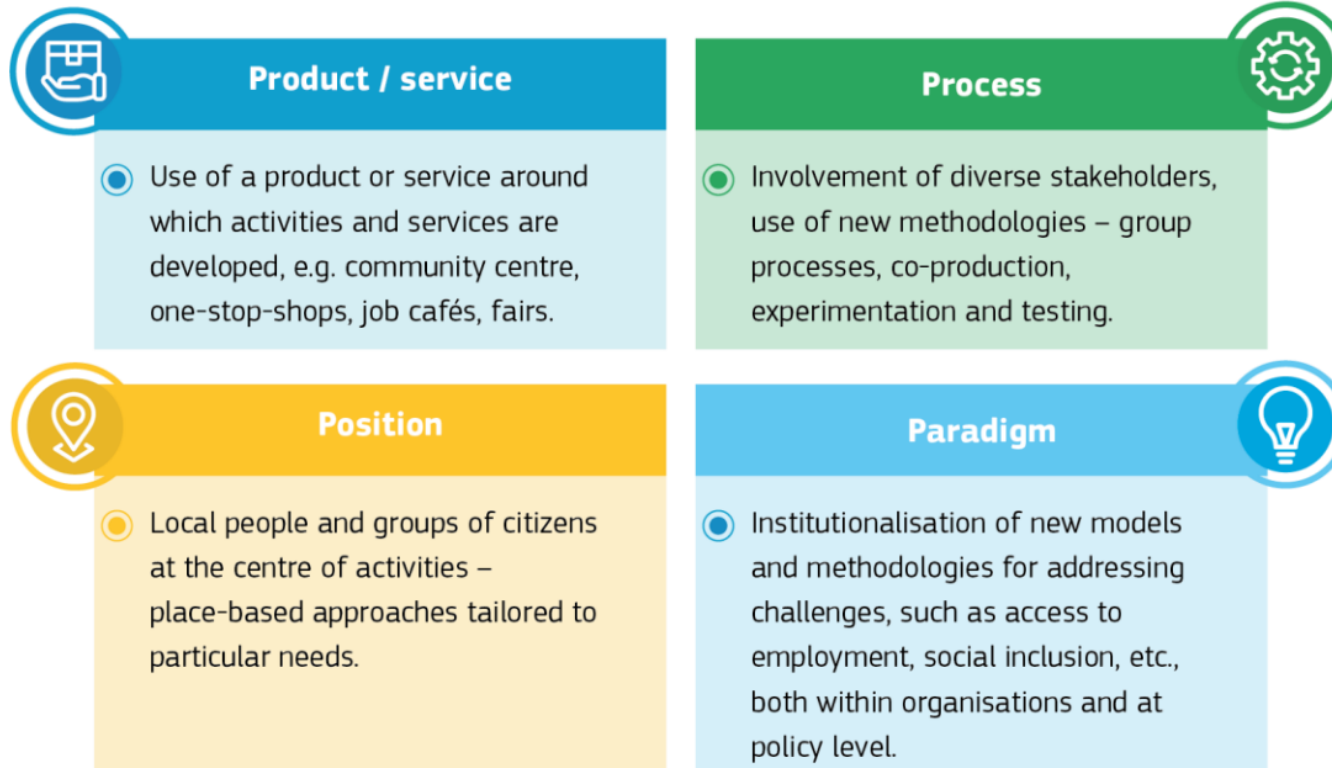 Product / service
Use of a product or service around
which activities and services are
developed, e.g. community centre,
one-stop-shops, job cafés, fairs.
Process
Involvement of diverse stakeholders,
use of new methodologies – group
processes, co-production,
experimentation and testing.
Position
Local people and groups of citizens
at the centre of activities –
place-based approaches tailored to
particular needs.
Paradigm
Institutionalisation of new models
and methodologies for addressing
challenges, such as access to
employment, social inclusion, etc.,
both within organisations and at
policy level.